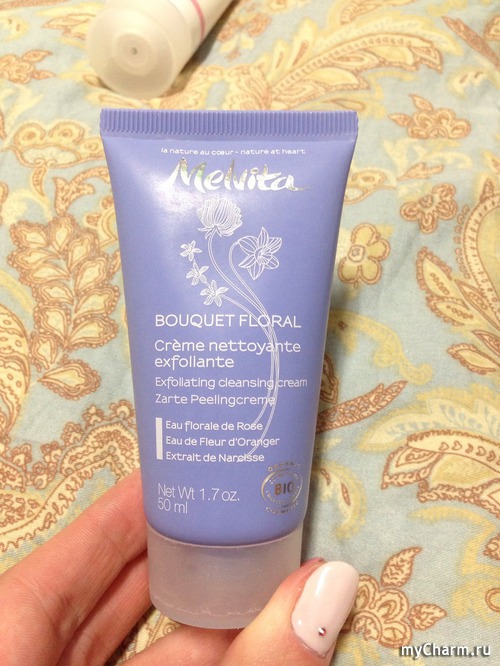 la nature au cœur - nature at heart
Melvita
BOUQUET FLORAL
Crème nettoyante
exfoliante
Exfoliating cleansing cream
Zarte Peelingcreme
Eau florale de Rose
Eau de Fleur d'Oranger
Extrait de Narcisse
Net Wt 1.7 oz.
50 ml
BIO
myCharm.ru